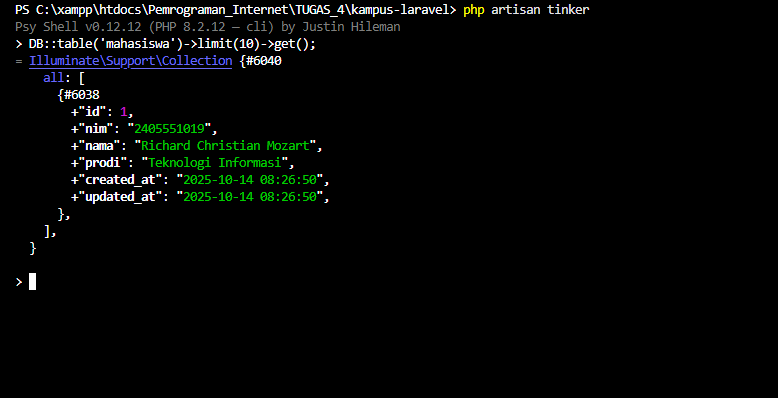 PS C:\xampp\htdocs\Pemrograman_Internet\TUGAS_4\kampus-laravel> php artisan tinker
Psy Shell v0.12.12 (PHP 8.2.12 — cli) by Justin Hileman
> DB::table('mahasiswa')->limit(10)->get();
= Illuminate\Support\Collection {#6040
    all: [
      {#6038
        +"id": 1,
        +"nim": "2405551019",
        +"nama": "Richard Christian Mozart",
        +"prodi": "Teknologi Informasi",
        +"created_at": "2025-10-14 08:26:50",
        +"updated_at": "2025-10-14 08:26:50",
      },
    ],
  }
>